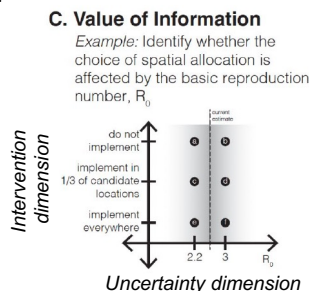 C. Value of Information
Example: Identify whether the
choice of spatial allocation is
affected by the basic reproduction
number, R0
current
estimate
Intervention
dimension
do not
implement
a
b
implement in
1/3 of candidate
locations
c
d
implement
everywhere
e
f
2.2
3
R0
Uncertainty dimension